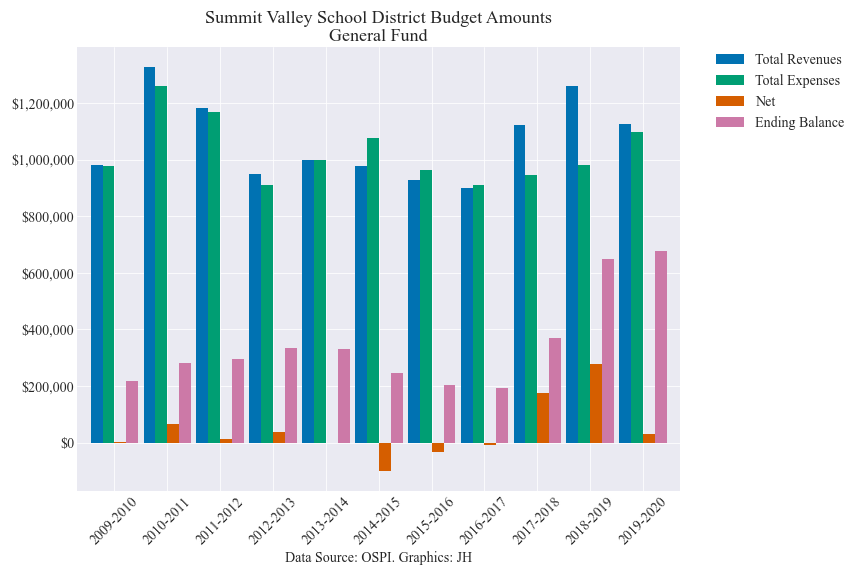 Summit Valley School District Budget Amounts
General Fund
Total Revenues
Total Expenses
Net
Ending Balance
$1,200,000
$1,000,000
$800,000
$600,000
$400,000
$200,000
$0
2009-2010
2010-2011
2011-2012
2012-2013
2013-2014
2014-2015
2015-2016
2016-2017
2017-2018
2018-2019
2019-2020
Data Source: OSPI. Graphics: JH